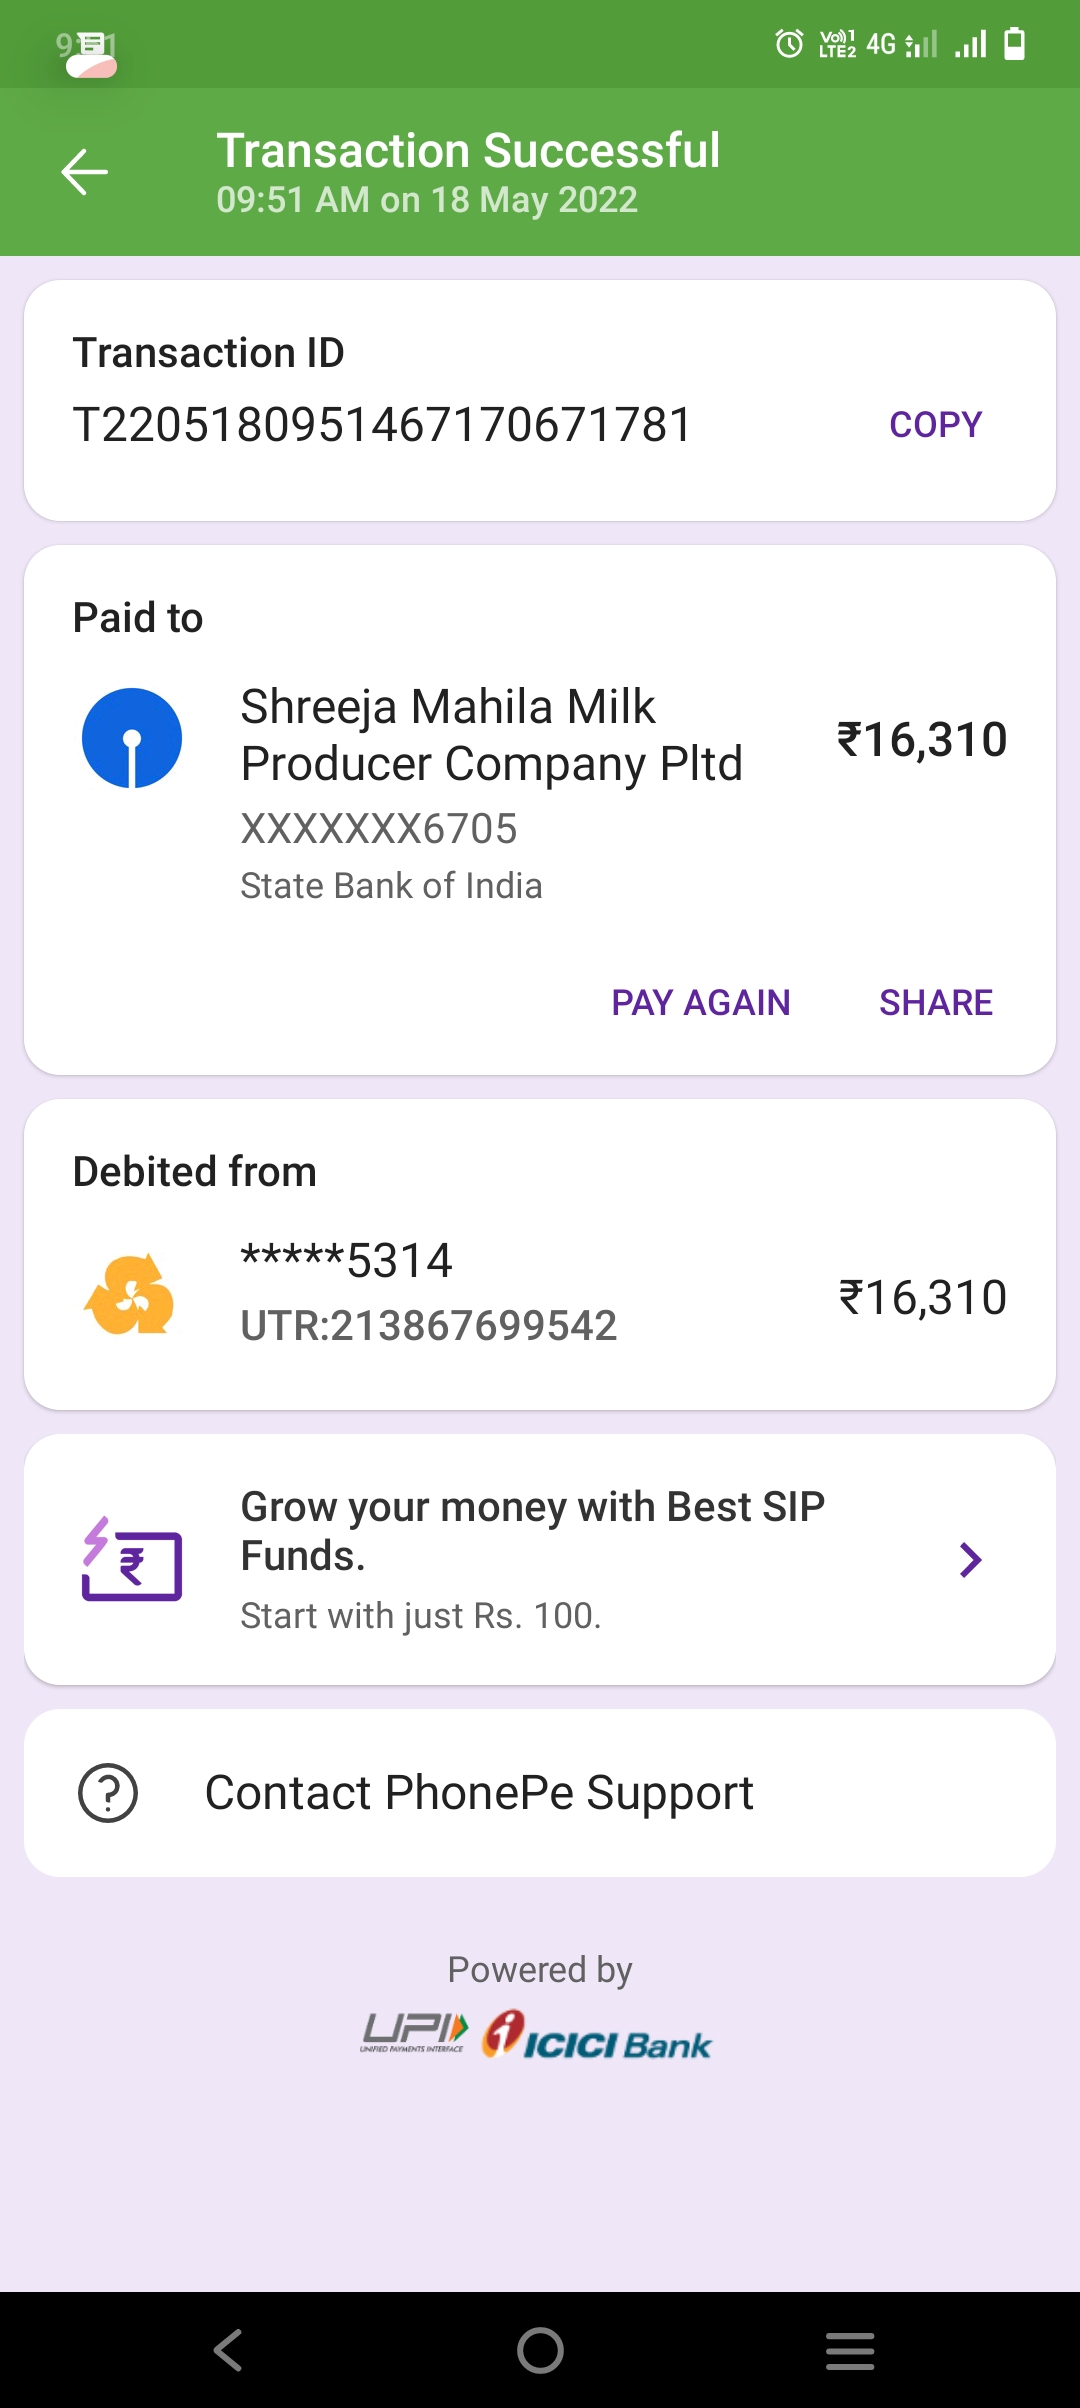 Vo)) 1
LTE2 4G
Transaction Successful
09:51 AM on 18 May 2022
Transaction ID
T2205180951467170671781
COPY
Paid to
Shreeja Mahila Milk
Producer Company Pltd
₹16,310
XXXXXXX6705
State Bank of India
PAY AGAIN SHARE
Debited from
*****5314
UTR:213867699542
₹16,310
Grow your money with Best SIP
Funds.
Start with just Rs. 100.
Contact PhonePe Support
Powered by
UPI
UNIFIED PAYMENTS INTERFACE
ICICI Bank